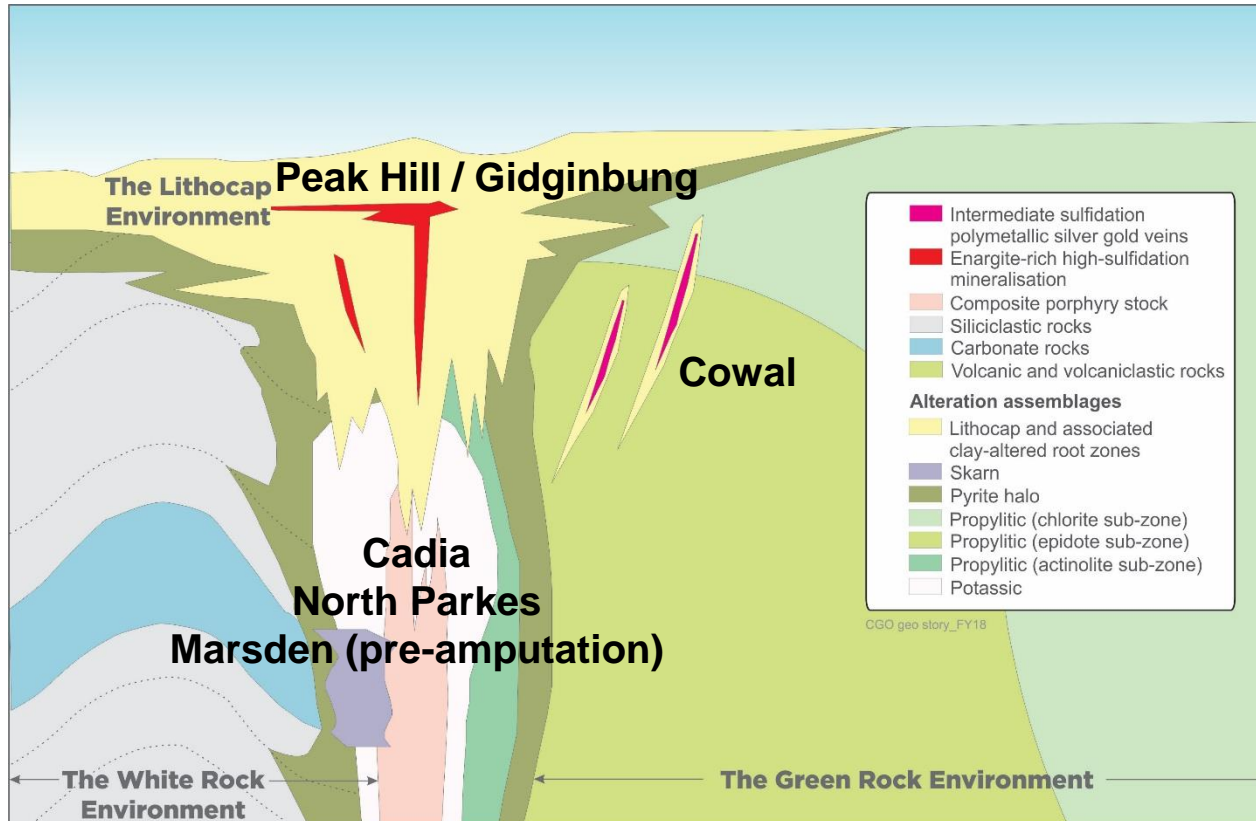 Peak Hill / Gidginbung
The Lithocap
Environment
Cowal
Cadia
North Parkes
Marsden (pre-amputation)
The White Rock
Environment
The Green Rock Environment
Intermediate sulfidation
polymetallic silver gold veins
Enargite-rich high-sulfidation
mineralisation
Composite porphyry stock
Siliciclastic rocks
Carbonate rocks
Volcanic and volcaniclastic rocks
Alteration assemblages
Lithocap and associated
clay-altered root zones
Skarn
Pyrite halo
Propylitic (chlorite sub-zone)
Propylitic (epidote sub-zone)
Propylitic (actinolite sub-zone)
Potassic
CGO geo story_FY18